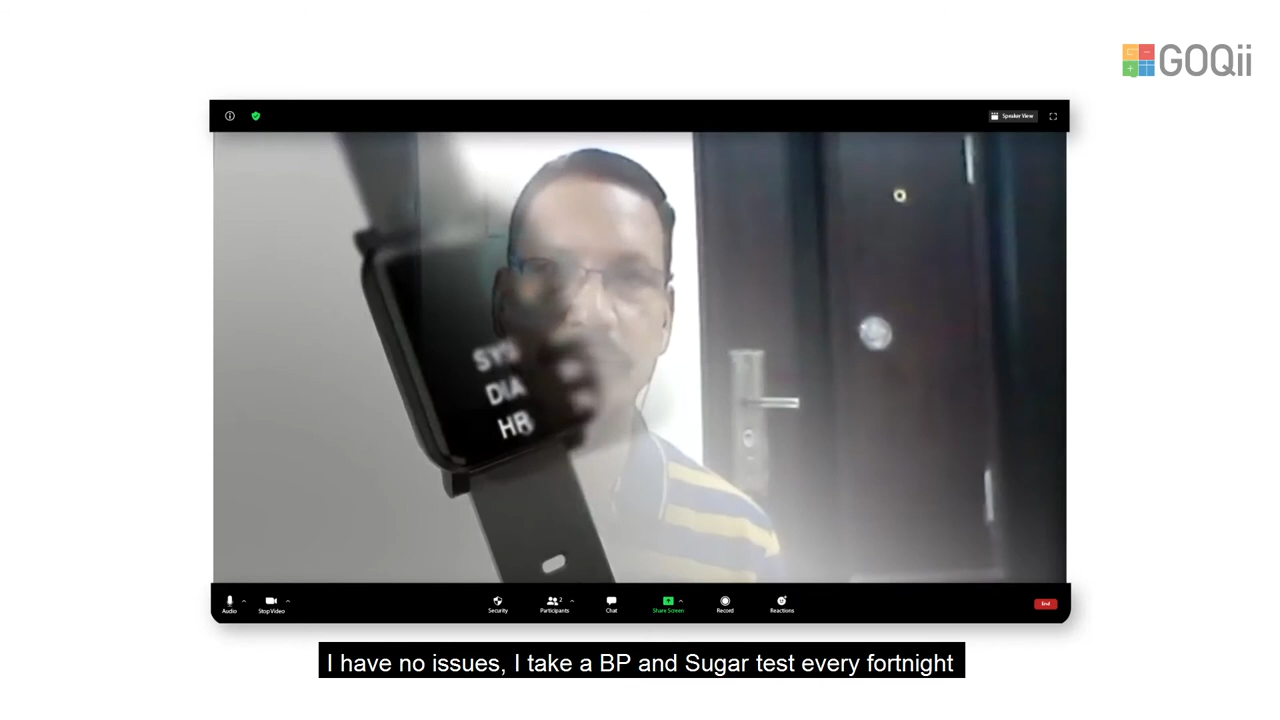 GOQii
Speaker View
SYS
DIA
HR
Audio
Stop Video
Security
Participants
2
Chat
Share Screen
Record
Reactions
End
I have no issues, I take a BP and Sugar test every fortnight